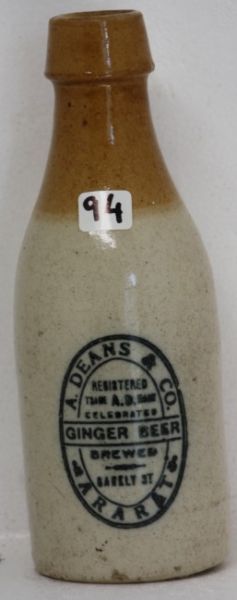 94
A. DEANS & CO.
REGISTERED
TRADE A.D. MARK
CELEBRATED
GINGER BEER
BREWED
BARKLY ST
ARARAT